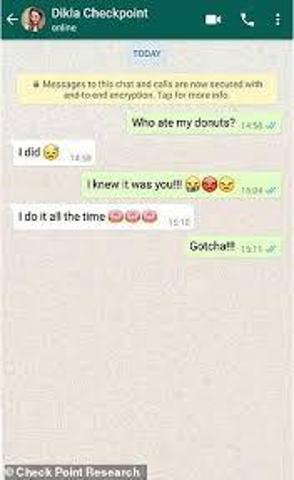 Dikla Checkpoint
online
TODAY
Messages to this chat and calls are now secured with
end-to-end encryption. Tap for more info.
Who ate my donuts? 14:56
I did 😥 14:58
I knew it was you!!! 😭😡😠 15:04
I do it all the time 15:10
Gotcha!!! 15:11
© Check Point Research